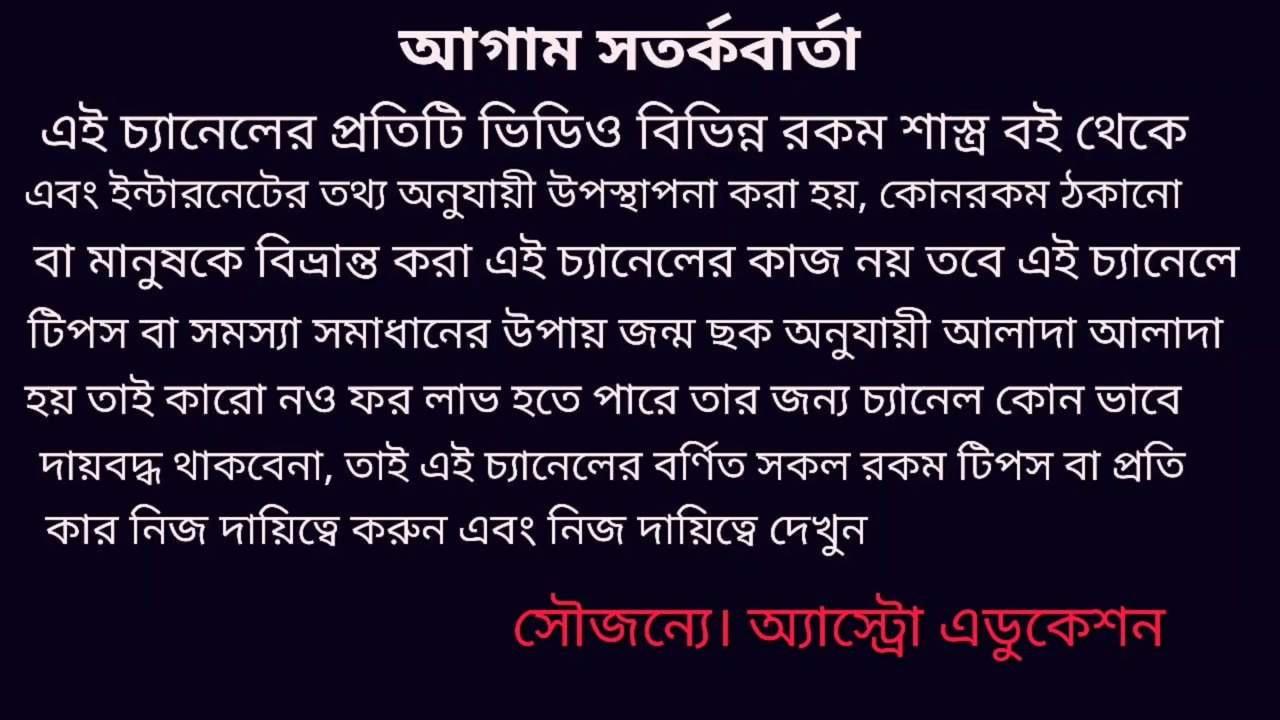 আগাম সতর্কবার্তা
এই চ্যানেলের প্রতিটি ভিডিও বিভিন্ন রকম শাস্ত্র বই থেকে
এবং ইন্টারনেটের তথ্য অনুযায়ী উপস্থাপনা করা হয়, কোনরকম ঠকানো
বা মানুষকে বিভ্রান্ত করা এই চ্যানেলের কাজ নয় তবে এই চ্যানেলে
টিপস বা সমস্যা সমাধানের উপায় জন্ম ছক অনুযায়ী আলাদা আলাদা
হয় তাই কারো নও ফর লাভ হতে পারে তার জন্য চ্যানেল কোন ভাবে
দায়বদ্ধ থাকবেনা, তাই এই চ্যানেলের বর্ণিত সকল রকম টিপস বা প্রতি
কার নিজ দায়িত্বে করুন এবং নিজ দায়িত্বে দেখুন
সৌজন্যে। অ্যাস্ট্রো এডুকেশন